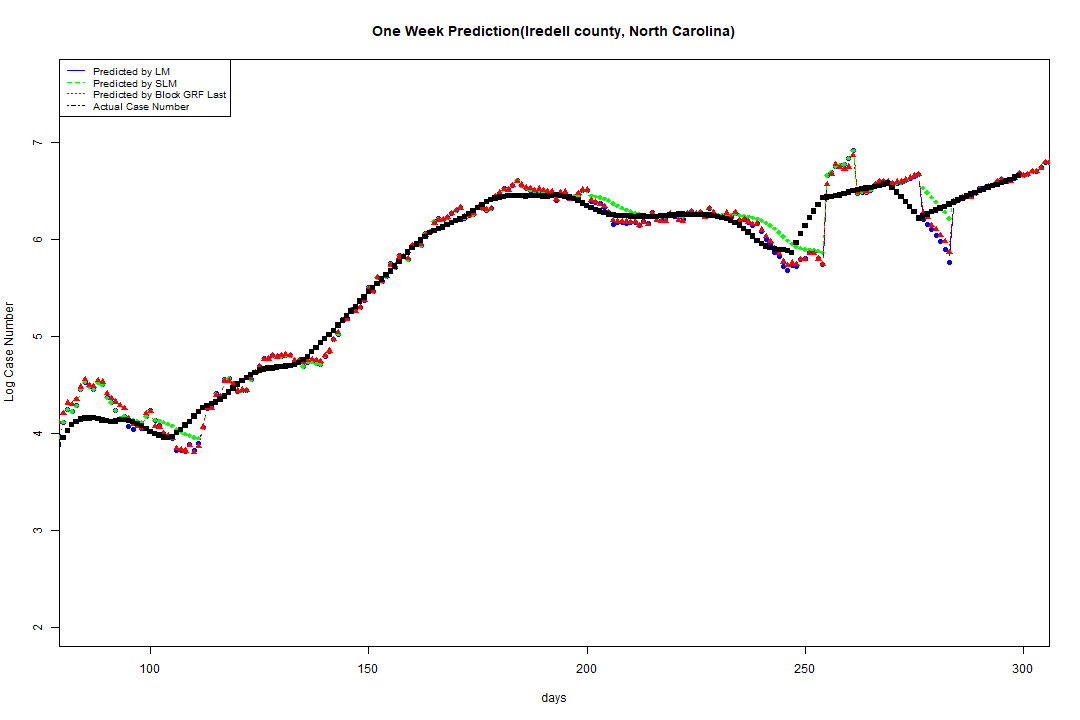 One Week Prediction(Iredell county, North Carolina)
Predicted by LM
Predicted by SLM
Predicted by Block GRF Last
Actual Case Number
7
6
5
4
3
2
Log Case Number
100 150 200 250 300
days